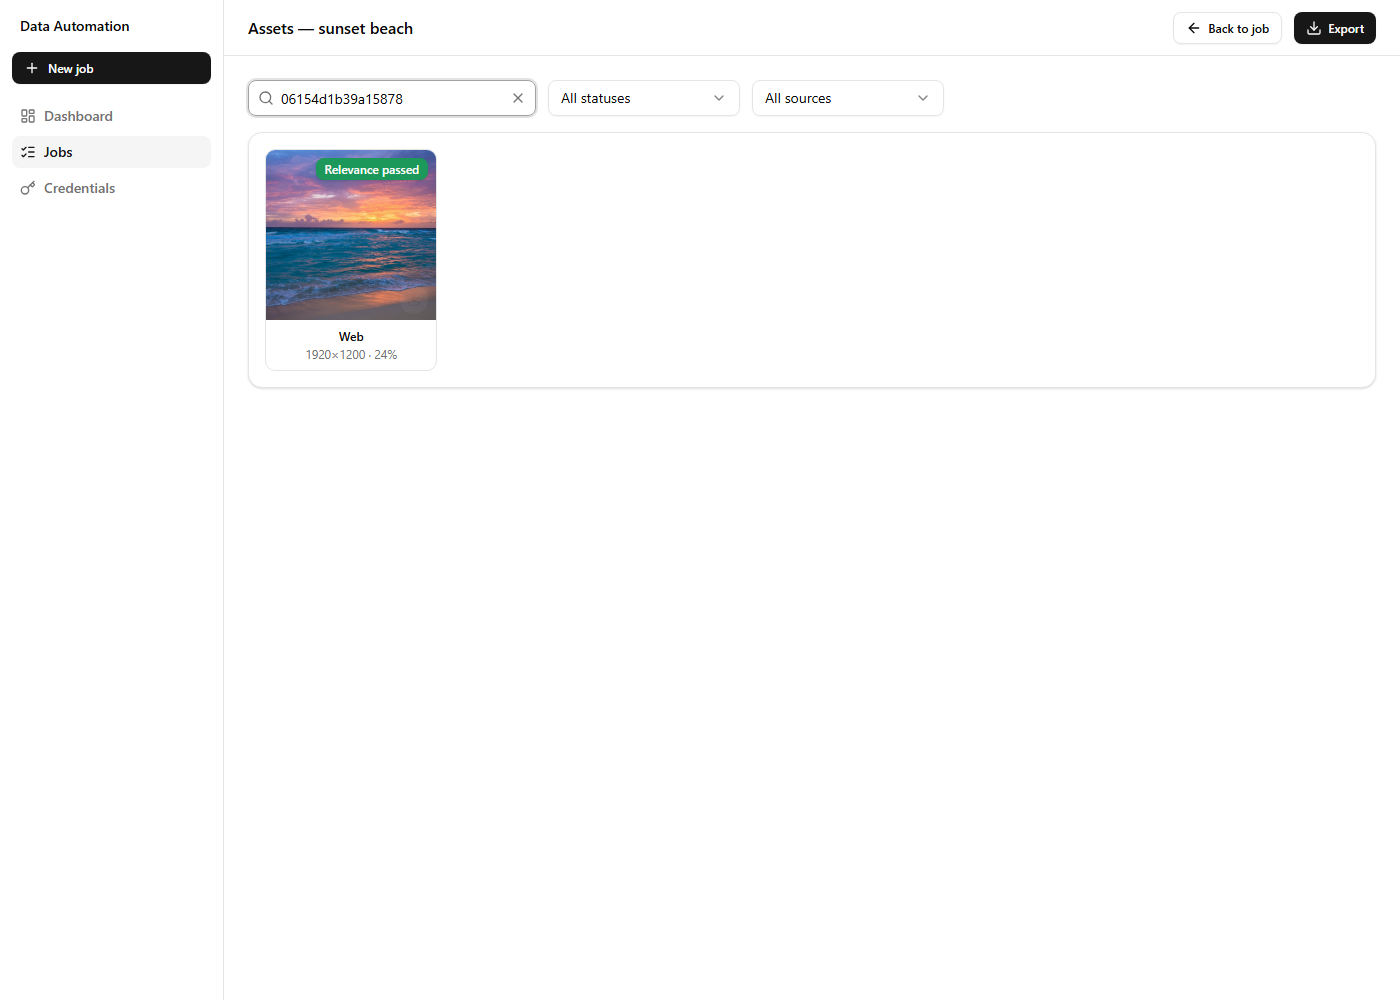 Data Automation
New job
Dashboard
Jobs
Credentials
Assets — sunset beach
Back to job
Export
06154d1b39a15878
All statuses
All sources
Relevance passed
Web
1920×1200 · 24%